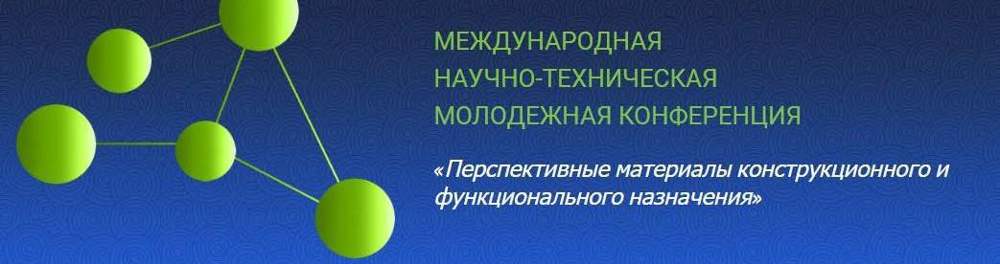 МЕЖДУНАРОДНАЯ
НАУЧНО-ТЕХНИЧЕСКАЯ
МОЛОДЕЖНАЯ КОНФЕРЕНЦИЯ
«Перспективные материалы конструкционного и
функционального назначения»